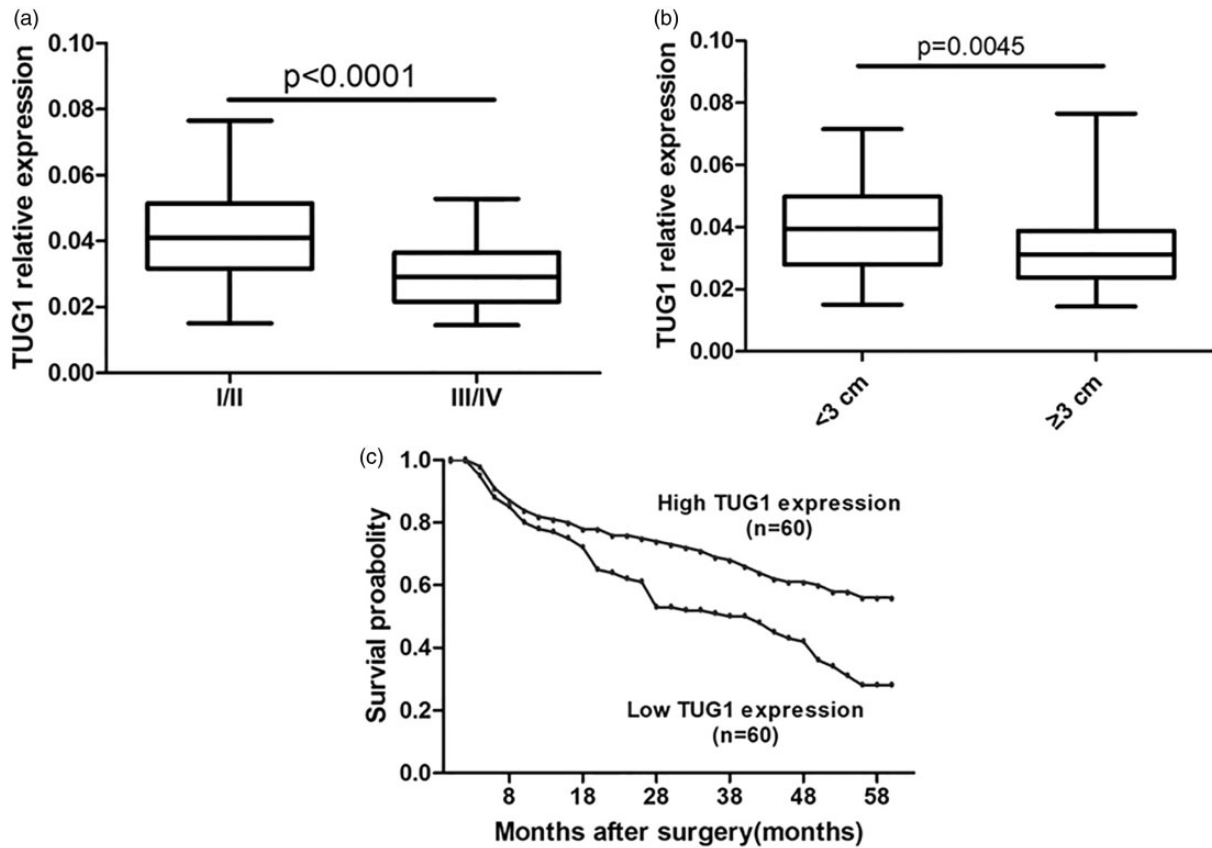 (a)
TUG1 relative expression
0.10
0.08
0.06
0.04
0.02
0.00
p<0.0001
I/II
III/IV
(b)
TUG1 relative expression
0.10
0.08
0.06
0.04
0.02
0.00
p=0.0045
<3 cm
≥3 cm
(c)
Survial proabolity
1.0
0.8
0.6
0.4
0.2
0.0
High TUG1 expression
(n=60)
Low TUG1 expression
(n=60)
8 18 28 38 48 58
Months after surgery(months)